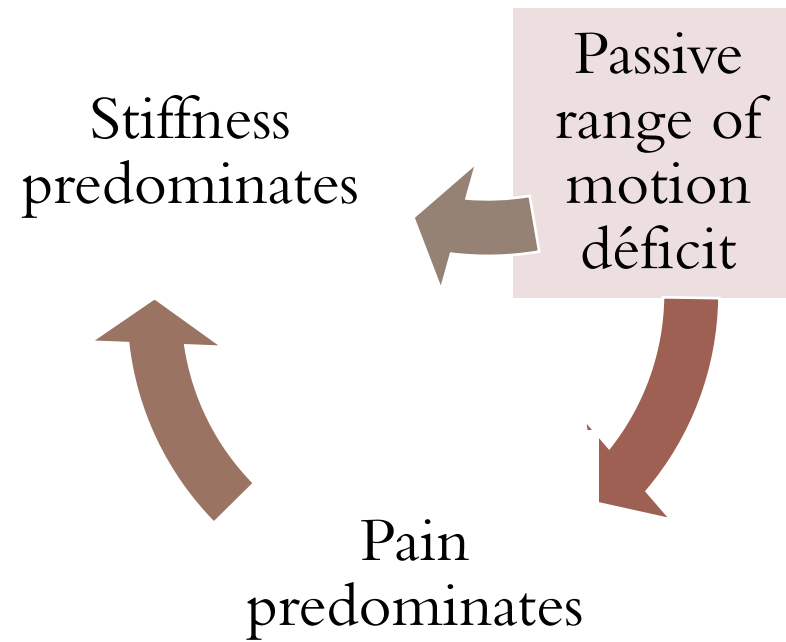 Passive
range of
motion
déficit
Stiffness
predominates
Pain
predominates